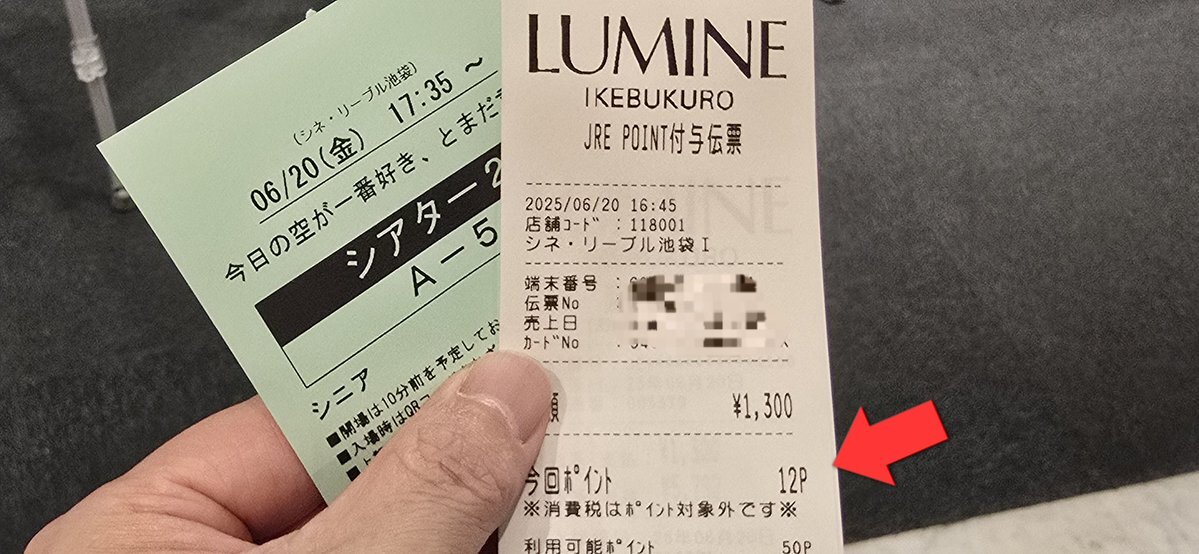 (シネ・リーブル池袋)
06/20(金) 17:35 ~
今日の空が一番好き、とまだ
シアター2
A-5
シニア
■開場は10分前を予定してお
■入場時はQR
LUMINE
IKEBUKURO
JRE POINT付与伝票
2025/06/20 16:45
店舗コード : 118001
シネ・リーブル池袋Ⅰ
端末番号 :
伝票No :
売上日
カードNo :
額 ¥1,300
今回ポイント 12P
※消費税はポイント対象外です※
利用可能ポイント 50P